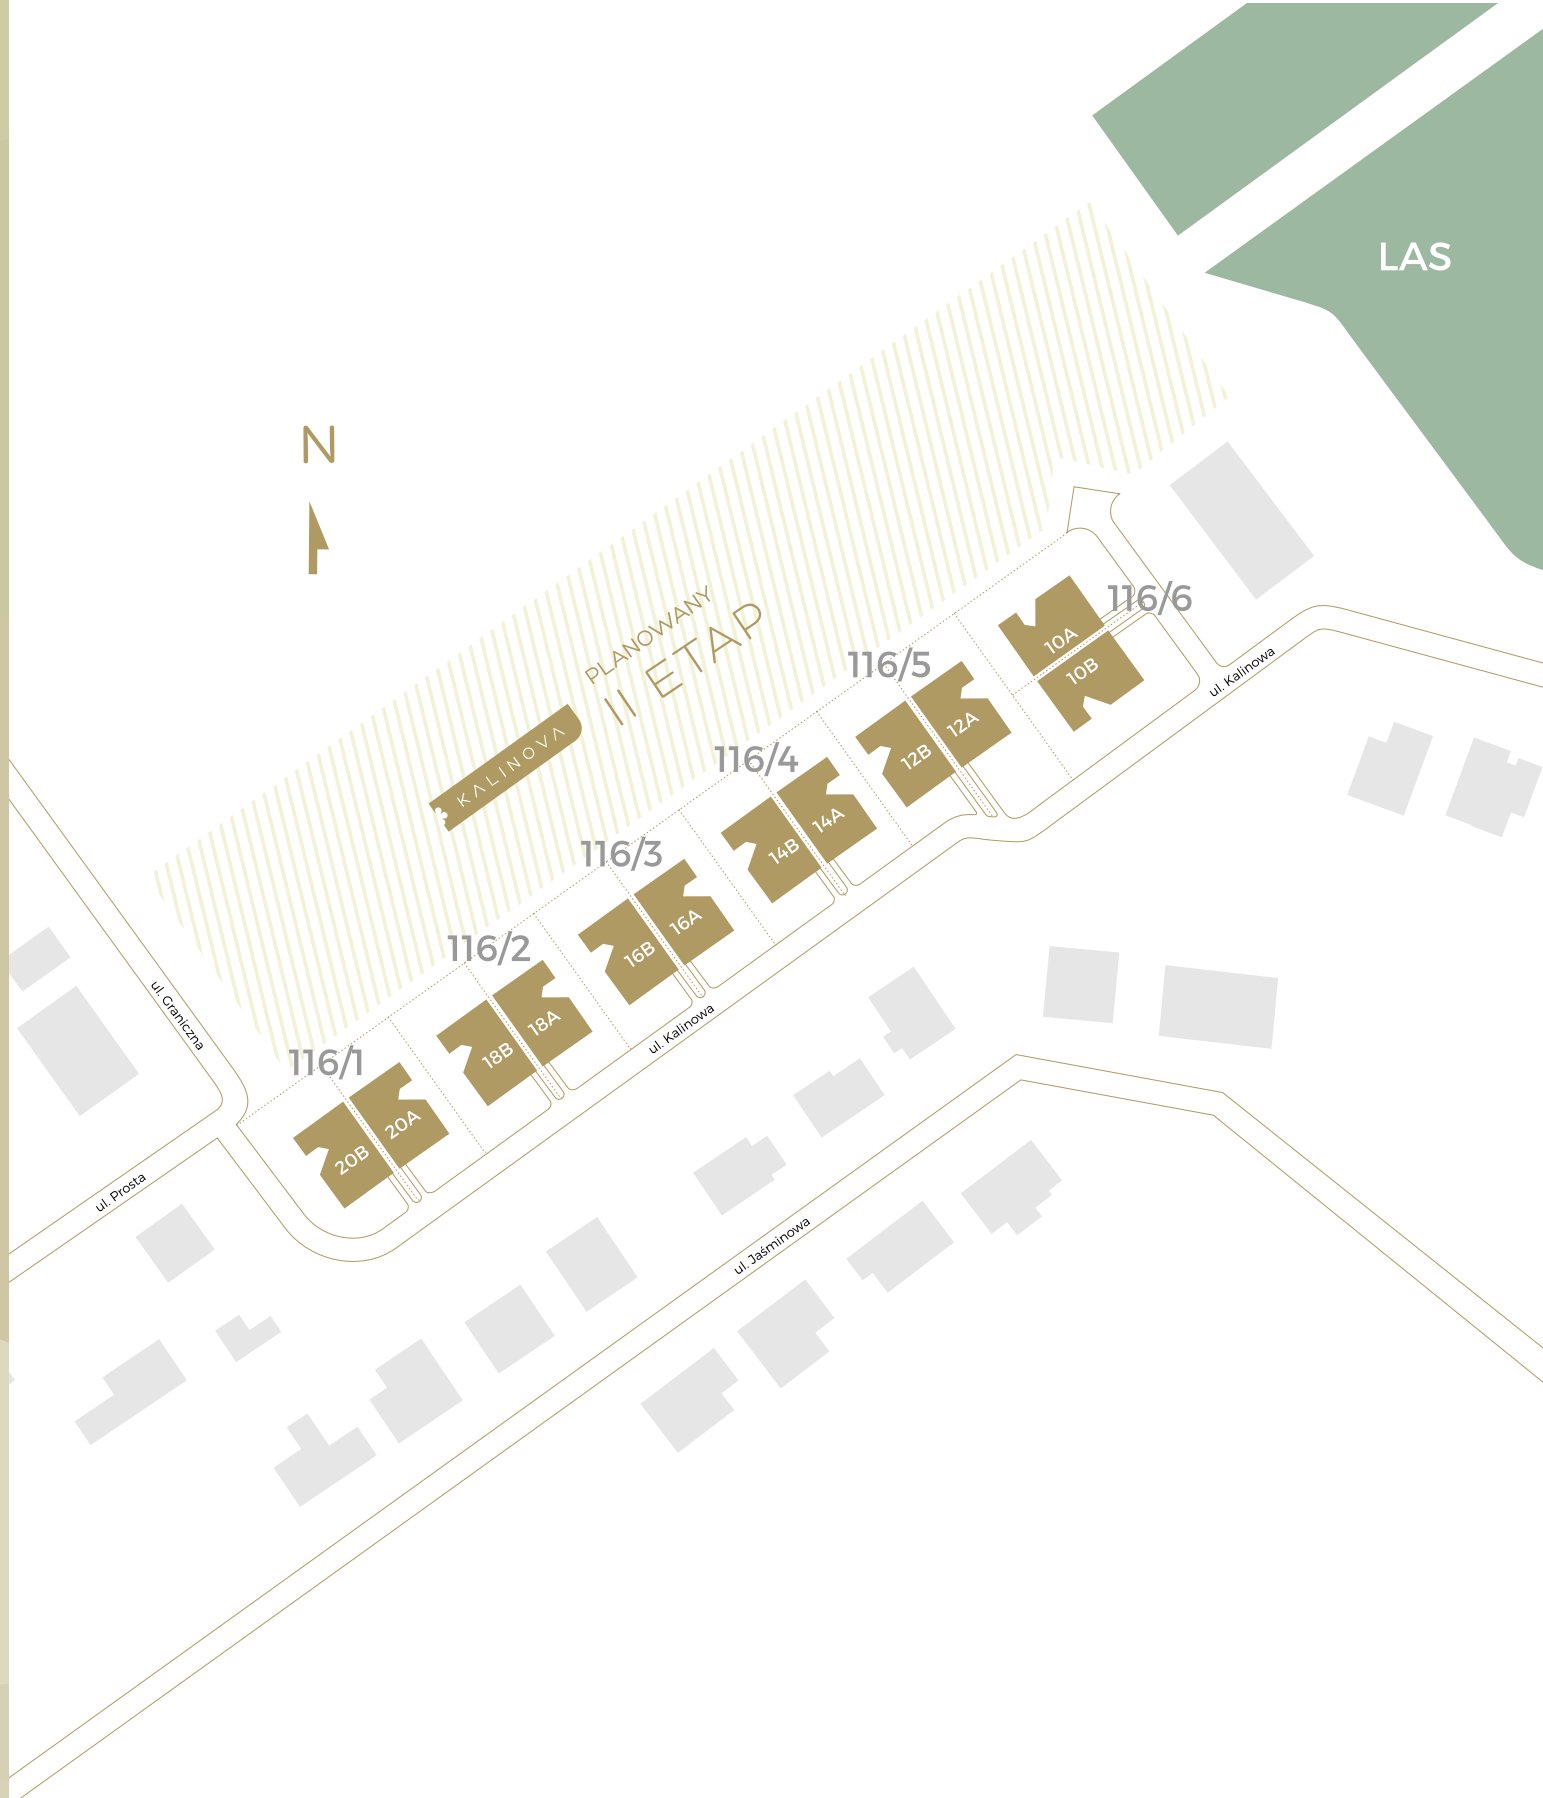 LAS
N
PLANOWANY
II ETAP
KALINOVA
116/6
10A
10B
116/5
12A
12B
116/4
14A
14B
116/3
16A
16B
116/2
18A
18B
116/1
20A
20B
ul. Kalinowa
ul. Kalinowa
ul. Graniczna
ul. Prosta
ul. Jaśminowa